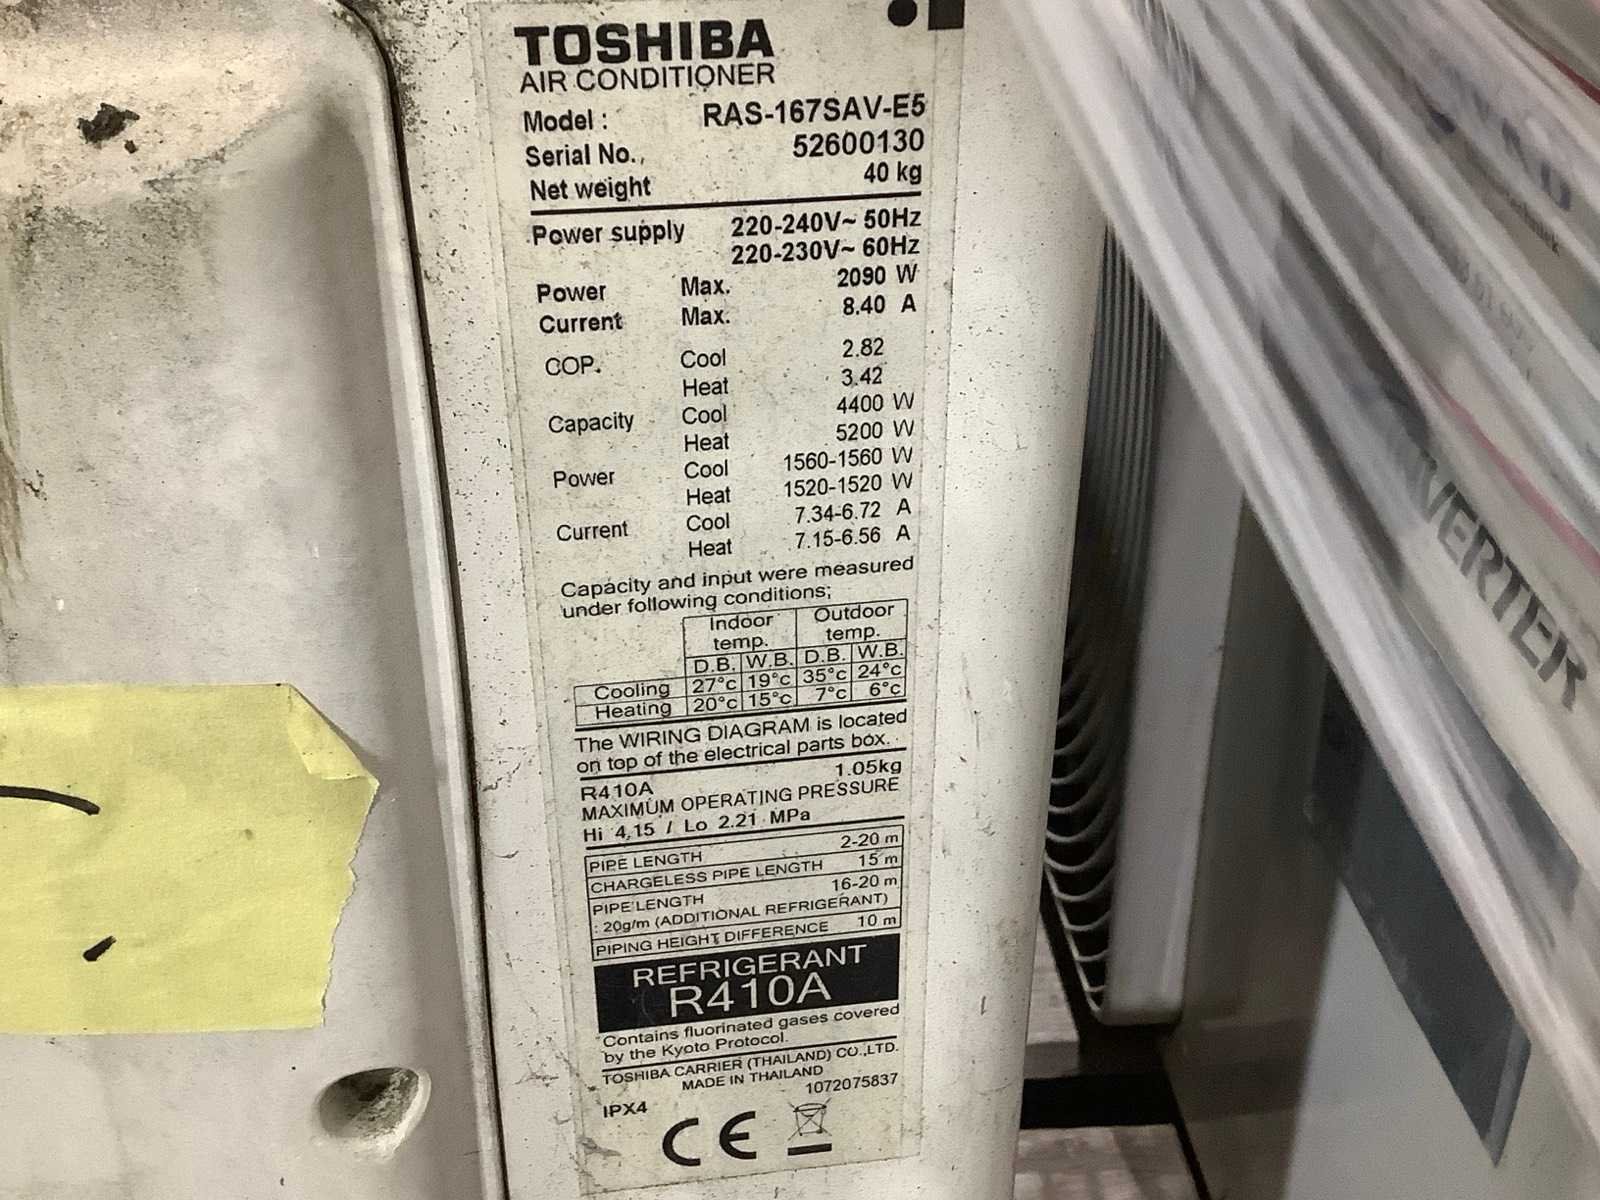 TOSHIBA
AIR CONDITIONER
Model : RAS-167SAV-E5
Serial No., 52600130
Net weight 40 kg
Power supply 220-240V~ 50Hz
220-230V~ 60Hz
Power Max. 2090 W
Current Max. 8.40 A
COP. Cool 2.82
Heat 3.42
Capacity Cool 4400 W
Heat 5200 W
Power Cool 1560-1560 W
Heat 1520-1520 W
Current Cool 7.34-6.72 A
Heat 7.15-6.56 A
Capacity and input were measured
under following conditions;
Indoor temp. Outdoor temp.
D.B. W.B. D.B. W.B.
Cooling 27°c 19°c 35°c 24°c
Heating 20°c 15°c 7°c 6°c
The WIRING DIAGRAM is located
on top of the electrical parts box.
R410A 1.05kg
MAXIMUM OPERATING PRESSURE
Hi 4,15 / Lo 2.21 MPa
PIPE LENGTH 2-20 m
CHARGELESS PIPE LENGTH 15 m
PIPE LENGTH 16-20 m
: 20g/m (ADDITIONAL REFRIGERANT)
PIPING HEIGHT DIFFERENCE 10 m
REFRIGERANT
R410A
Contains fluorinated gases covered
by the Kyoto Protocol.
TOSHIBA CARRIER (THAILAND) CO.,LTD.
MADE IN THAILAND
1072075837
IPX4
CE
VERTER